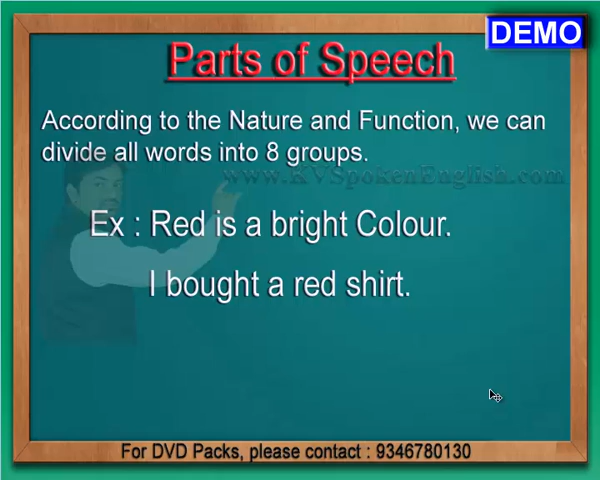 DEMO
Parts of Speech
According to the Nature and Function, we can
divide all words into 8 groups.
www.KVSpokenEnglish.com
Ex : Red is a bright Colour.
I bought a red shirt.
For DVD Packs, please contact : 9346780130